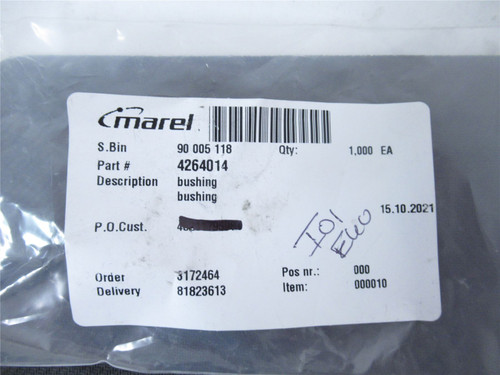 marel
S.Bin 90 005 118 Qty: 1,000 EA
Part # 4264014
Description bushing
bushing
15.10.2021
P.O.Cust.
I01
Order 3172464 Pos nr.: 000
Delivery 81823613 Item: 000010